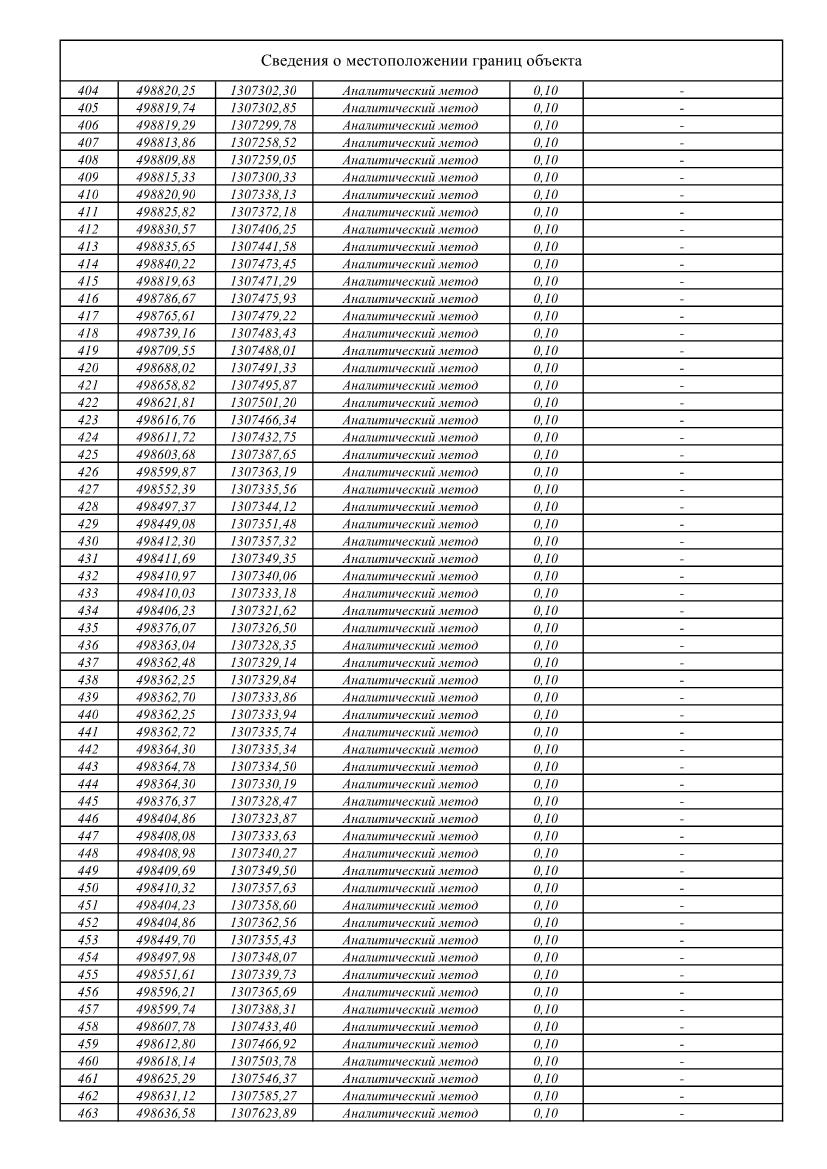 Сведения о местоположении границ объекта
404 498820,25 1307302,30 Аналитический метод 0,10 -
405 498819,74 1307302,85 Аналитический метод 0,10 -
406 498819,29 1307299,78 Аналитический метод 0,10 -
407 498813,86 1307258,52 Аналитический метод 0,10 -
408 498809,88 1307259,05 Аналитический метод 0,10 -
409 498815,33 1307300,33 Аналитический метод 0,10 -
410 498820,90 1307338,13 Аналитический метод 0,10 -
411 498825,82 1307372,18 Аналитический метод 0,10 -
412 498830,57 1307406,25 Аналитический метод 0,10 -
413 498835,65 1307441,58 Аналитический метод 0,10 -
414 498840,22 1307473,45 Аналитический метод 0,10 -
415 498819,63 1307471,29 Аналитический метод 0,10 -
416 498786,67 1307475,93 Аналитический метод 0,10 -
417 498765,61 1307479,22 Аналитический метод 0,10 -
418 498739,16 1307483,43 Аналитический метод 0,10 -
419 498709,55 1307488,01 Аналитический метод 0,10 -
420 498688,02 1307491,33 Аналитический метод 0,10 -
421 498658,82 1307495,87 Аналитический метод 0,10 -
422 498621,81 1307501,20 Аналитический метод 0,10 -
423 498616,76 1307466,34 Аналитический метод 0,10 -
424 498611,72 1307432,75 Аналитический метод 0,10 -
425 498603,68 1307387,65 Аналитический метод 0,10 -
426 498599,87 1307363,19 Аналитический метод 0,10 -
427 498552,39 1307335,56 Аналитический метод 0,10 -
428 498497,37 1307344,12 Аналитический метод 0,10 -
429 498449,08 1307351,48 Аналитический метод 0,10 -
430 498412,30 1307357,32 Аналитический метод 0,10 -
431 498411,69 1307349,35 Аналитический метод 0,10 -
432 498410,97 1307340,06 Аналитический метод 0,10 -
433 498410,03 1307333,18 Аналитический метод 0,10 -
434 498406,23 1307321,62 Аналитический метод 0,10 -
435 498376,07 1307326,50 Аналитический метод 0,10 -
436 498363,04 1307328,35 Аналитический метод 0,10 -
437 498362,48 1307329,14 Аналитический метод 0,10 -
438 498362,25 1307329,84 Аналитический метод 0,10 -
439 498362,70 1307333,86 Аналитический метод 0,10 -
440 498362,25 1307333,94 Аналитический метод 0,10 -
441 498362,72 1307335,74 Аналитический метод 0,10 -
442 498364,30 1307335,34 Аналитический метод 0,10 -
443 498364,78 1307334,50 Аналитический метод 0,10 -
444 498364,30 1307330,19 Аналитический метод 0,10 -
445 498376,37 1307328,47 Аналитический метод 0,10 -
446 498404,86 1307323,87 Аналитический метод 0,10 -
447 498408,08 1307333,63 Аналитический метод 0,10 -
448 498408,98 1307340,27 Аналитический метод 0,10 -
449 498409,69 1307349,50 Аналитический метод 0,10 -
450 498410,32 1307357,63 Аналитический метод 0,10 -
451 498404,23 1307358,60 Аналитический метод 0,10 -
452 498404,86 1307362,56 Аналитический метод 0,10 -
453 498449,70 1307355,43 Аналитический метод 0,10 -
454 498497,98 1307348,07 Аналитический метод 0,10 -
455 498551,61 1307339,73 Аналитический метод 0,10 -
456 498596,21 1307365,69 Аналитический метод 0,10 -
457 498599,74 1307388,31 Аналитический метод 0,10 -
458 498607,78 1307433,40 Аналитический метод 0,10 -
459 498612,80 1307466,92 Аналитический метод 0,10 -
460 498618,14 1307503,78 Аналитический метод 0,10 -
461 498625,29 1307546,37 Аналитический метод 0,10 -
462 498631,12 1307585,27 Аналитический метод 0,10 -
463 498636,58 1307623,89 Аналитический метод 0,10 -